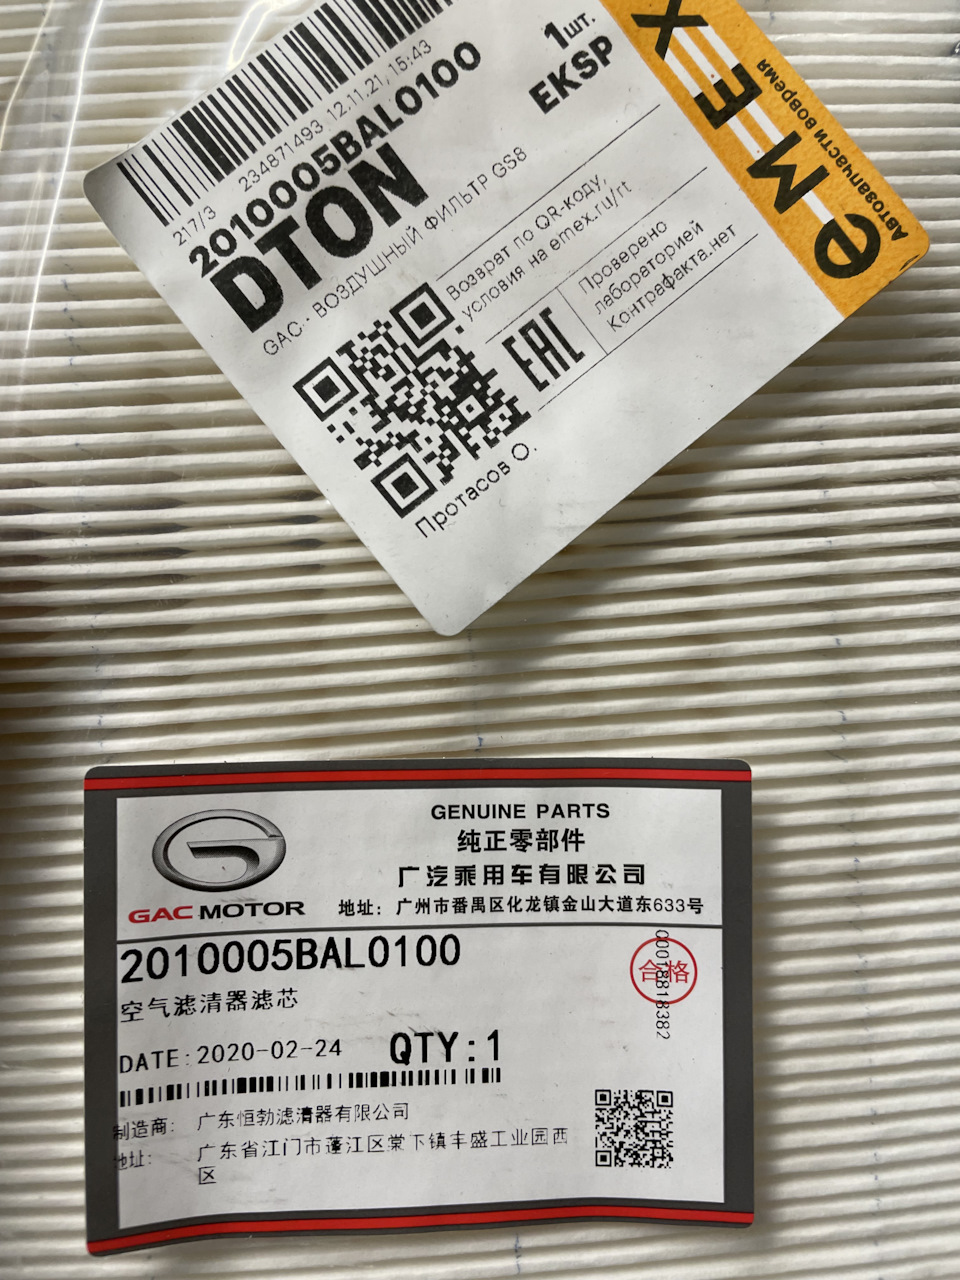 217/3
234871493 12.11.21, 15:43
2010005BAL0100
DTON
1шт.
EKSP
GAC.- ВОЗДУШНЫЙ ФИЛЬТР GS8
Возврат по QR-коду,
условия на emex.ru/rt
EAC
Проверено
лабораторией
Контрафакта.нет
Протасов О.
eMEX
Автозапчасти вовремя
GENUINE PARTS
纯正零部件
广汽乘用车有限公司
GAC MOTOR
地址：广州市番禺区化龙镇金山大道东633号
2010005BAL0100
空气滤清器滤芯
合格
00018818382
DATE:2020-02-24
QTY:1
制造商: 广东恒勃滤清器有限公司
地址: 广东省江门市蓬江区棠下镇丰盛工业园西
区